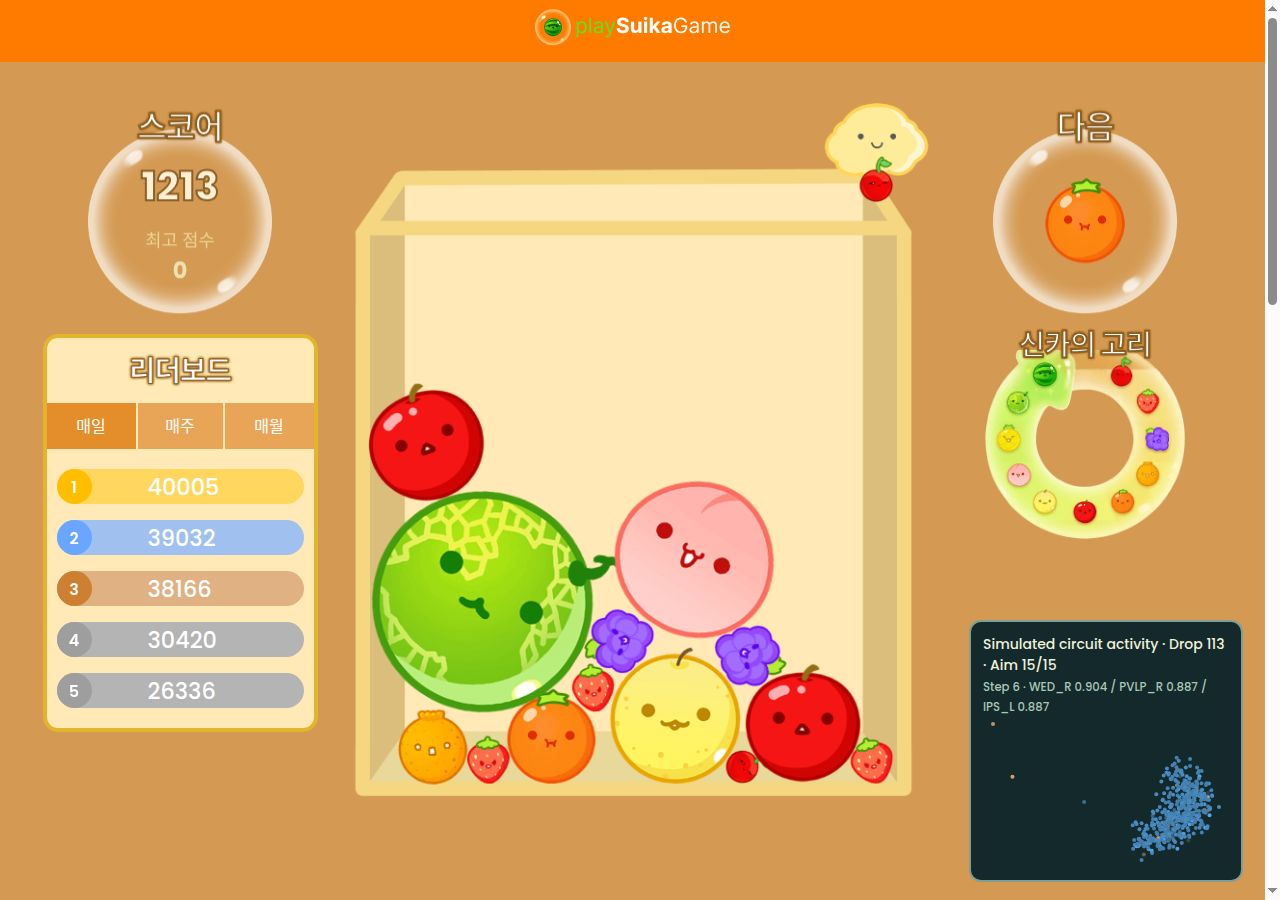 playSuikaGame
스코어
1213
최고 점수
0
다음
리더보드
매일 매주 매월
1 40005
2 39032
3 38166
4 30420
5 26336
신카의 고리
Simulated circuit activity · Drop 113
· Aim 15/15
Step 6 · WED_R 0.904 / PVLP_R 0.887 /
IPS_L 0.887